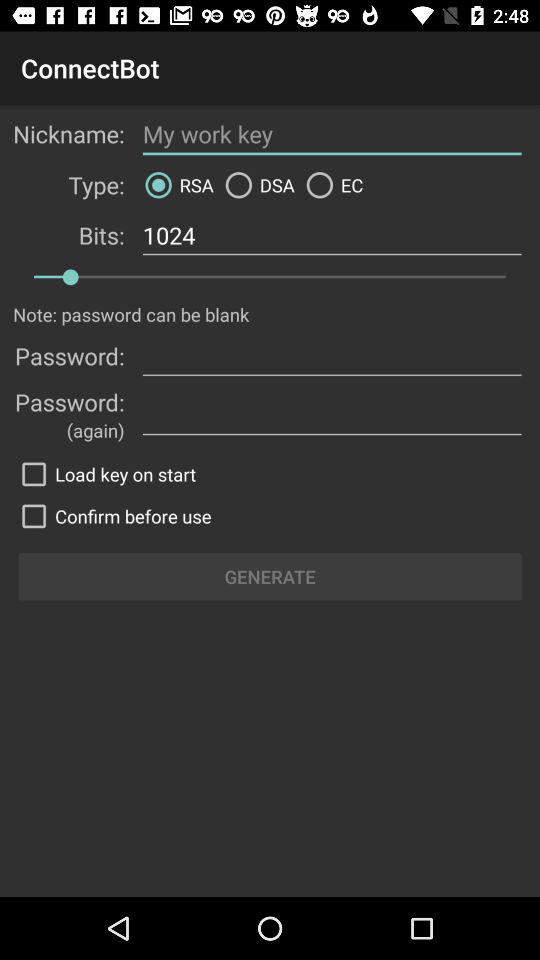 2:48
ConnectBot
Nickname: My work key
Type: RSA DSA EC
Bits: 1024
Note: password can be blank
Password:
Password:
(again)
Load key on start
Confirm before use
GENERATE